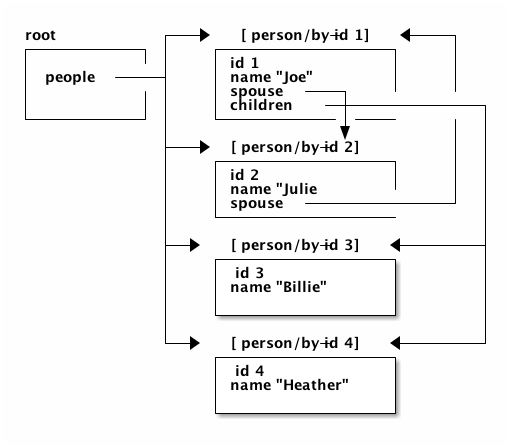 root
people
[ person/by-id 1]
id 1
name "Joe"
spouse
children
[ person/by-id 2]
id 2
name "Julie
spouse
[ person/by-id 3]
id 3
name "Billie"
[ person/by-id 4]
id 4
name "Heather"